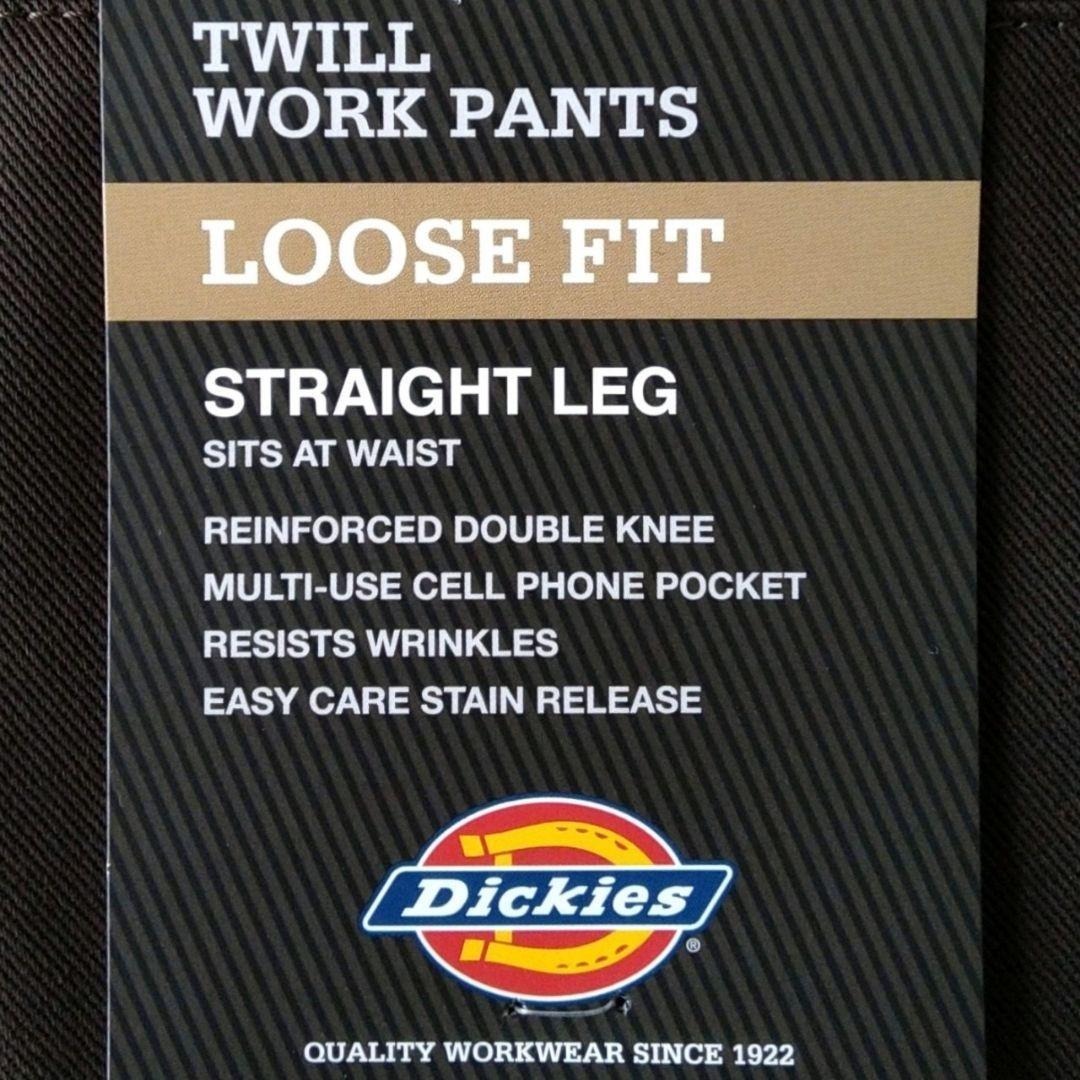 TWILL
WORK PANTS
LOOSE FIT
STRAIGHT LEG
SITS AT WAIST
REINFORCED DOUBLE KNEE
MULTI-USE CELL PHONE POCKET
RESISTS WRINKLES
EASY CARE STAIN RELEASE
Dickies
®
QUALITY WORKWEAR SINCE 1922